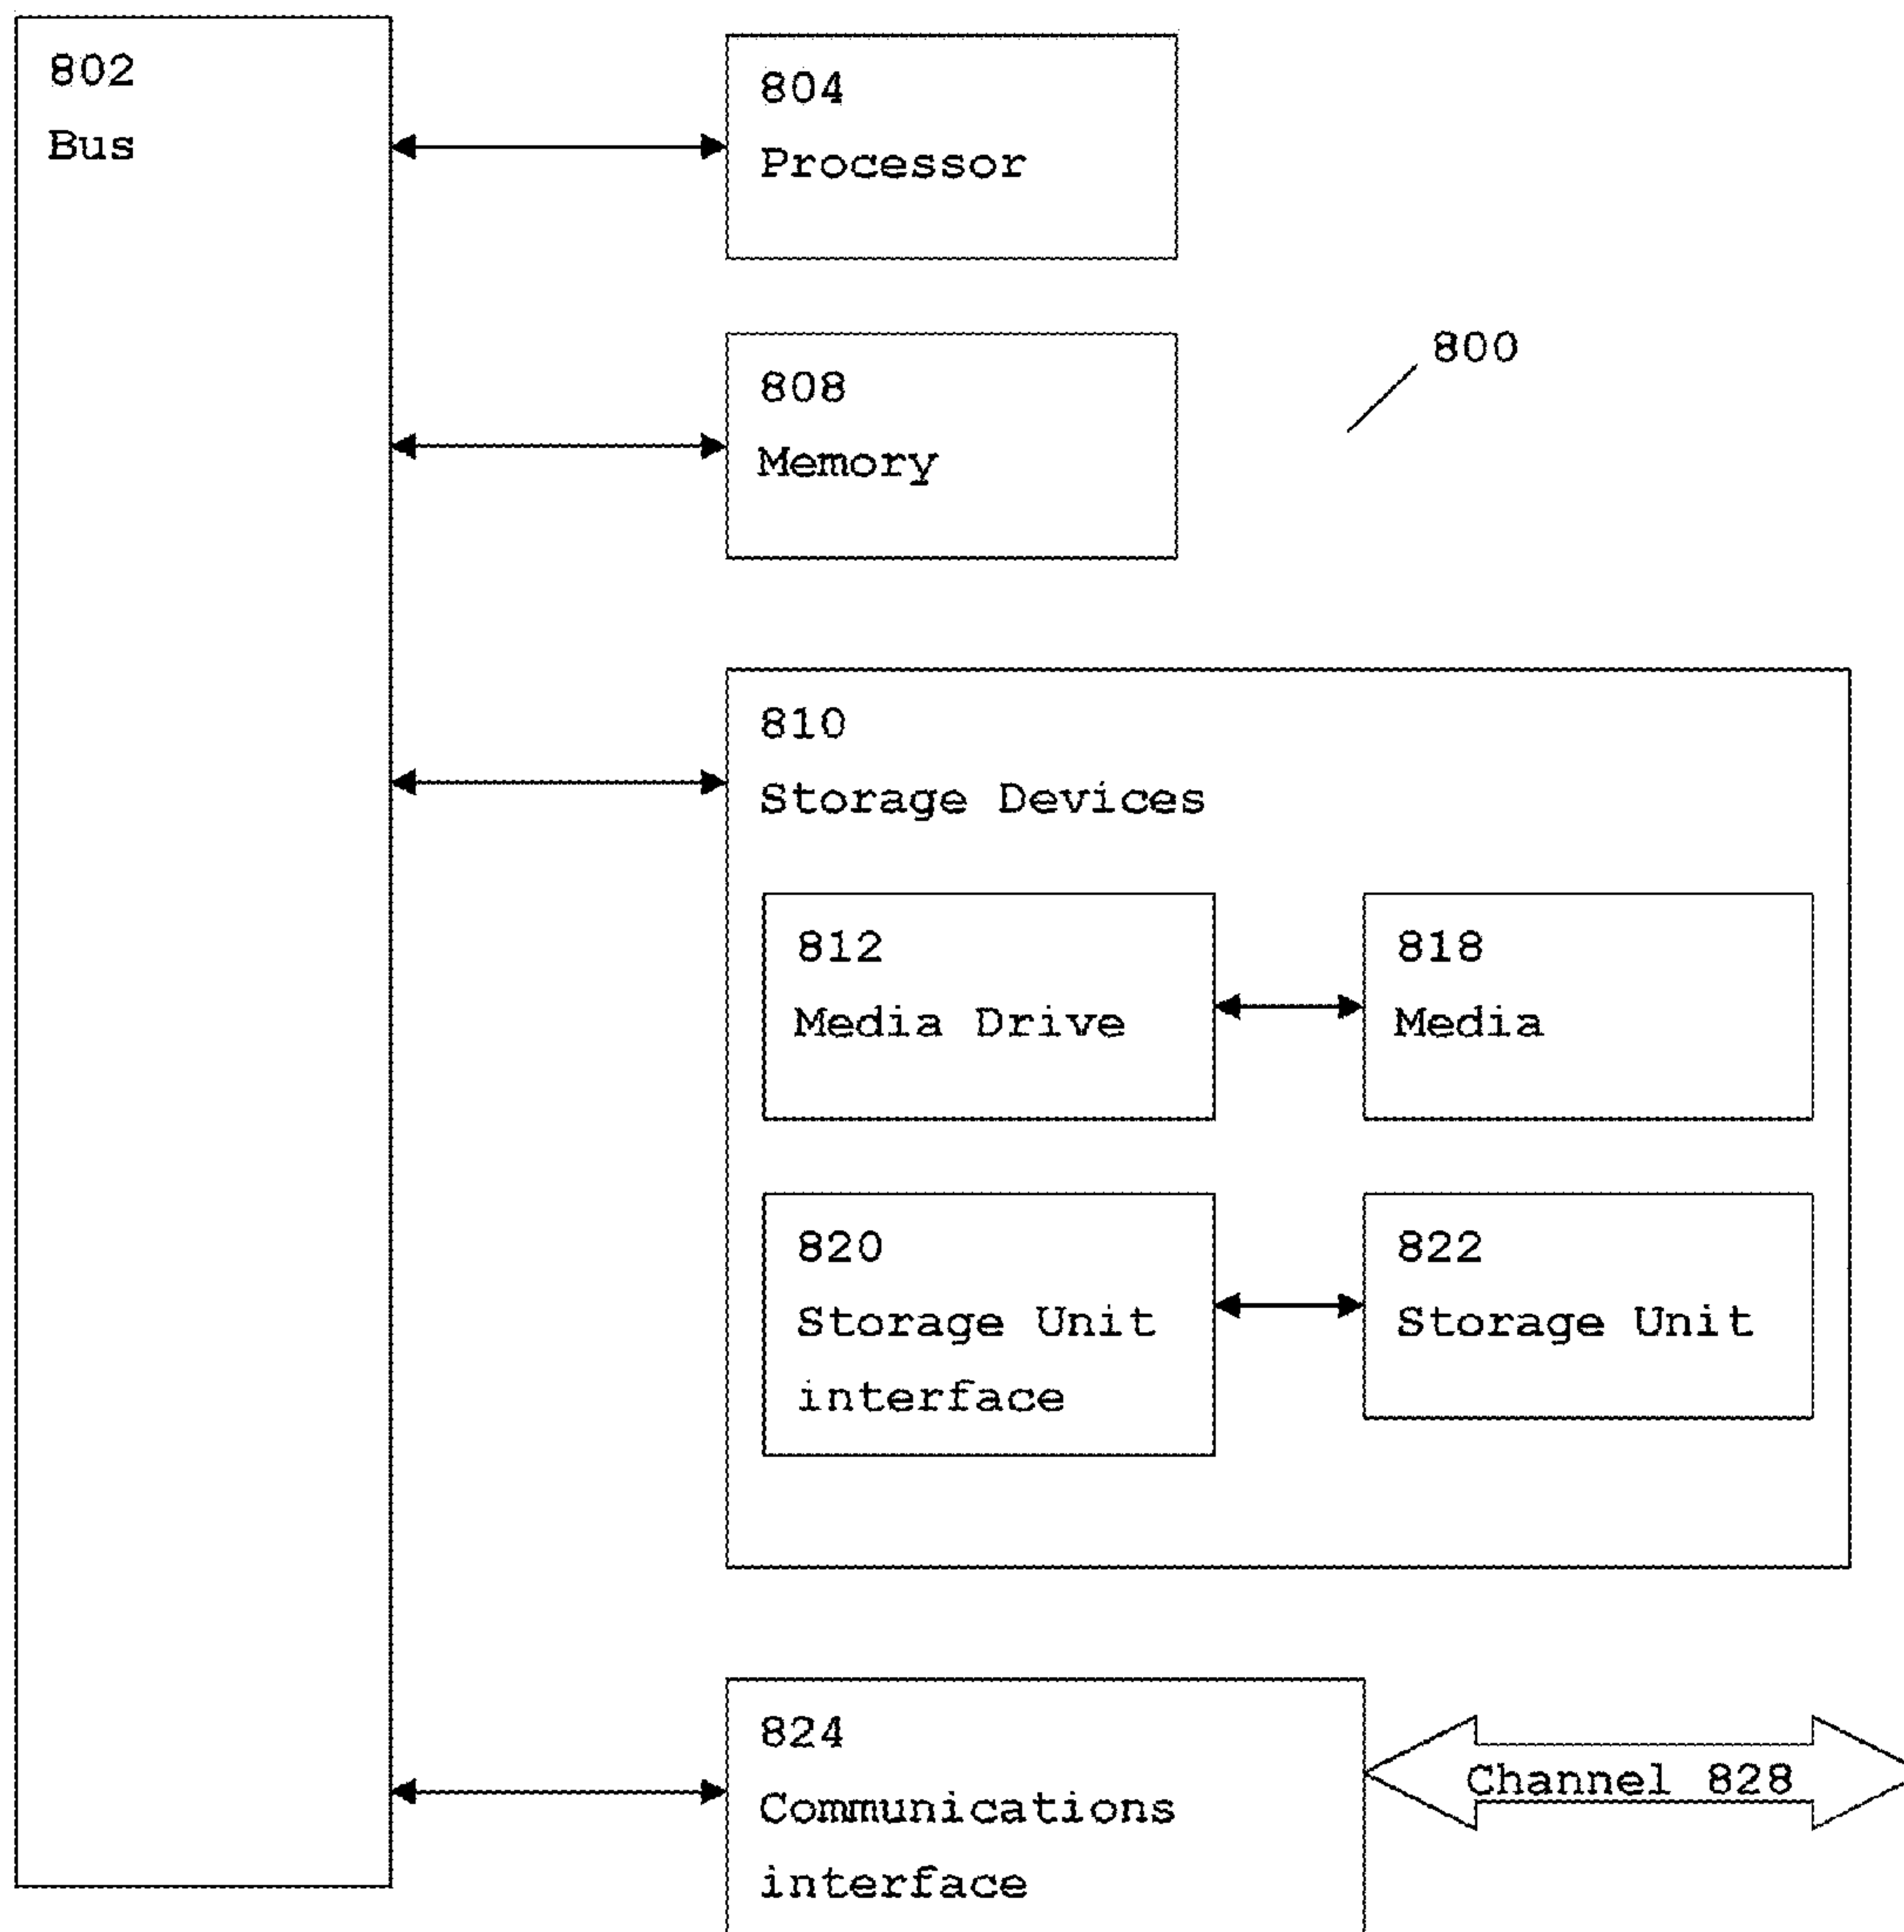 802
Bus
804
Processor
800
808
Memory
810
Storage Devices
812
Media Drive
818
Media
820
Storage Unit
interface
822
Storage Unit
824
Communications
interface
Channel 828